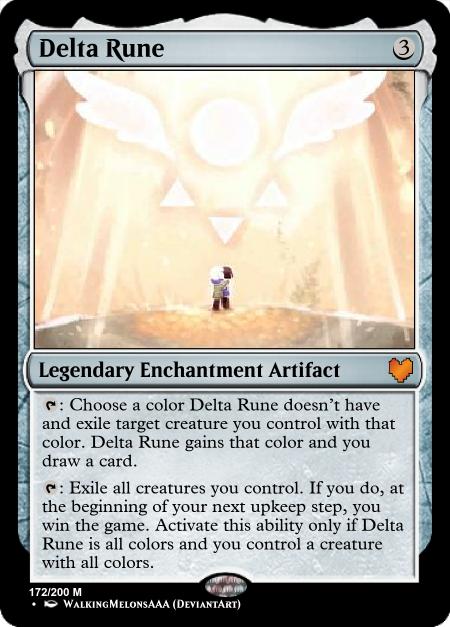 Delta Rune 3
Legendary Enchantment Artifact
: Choose a color Delta Rune doesn't have
and exile target creature you control with that
color. Delta Rune gains that color and you
draw a card.
: Exile all creatures you control. If you do, at
the beginning of your next upkeep step, you
win the game. Activate this ability only if Delta
Rune is all colors and you control a creature
with all colors.
172/200 M
• WalkingMelonsAAA (DeviantArt)